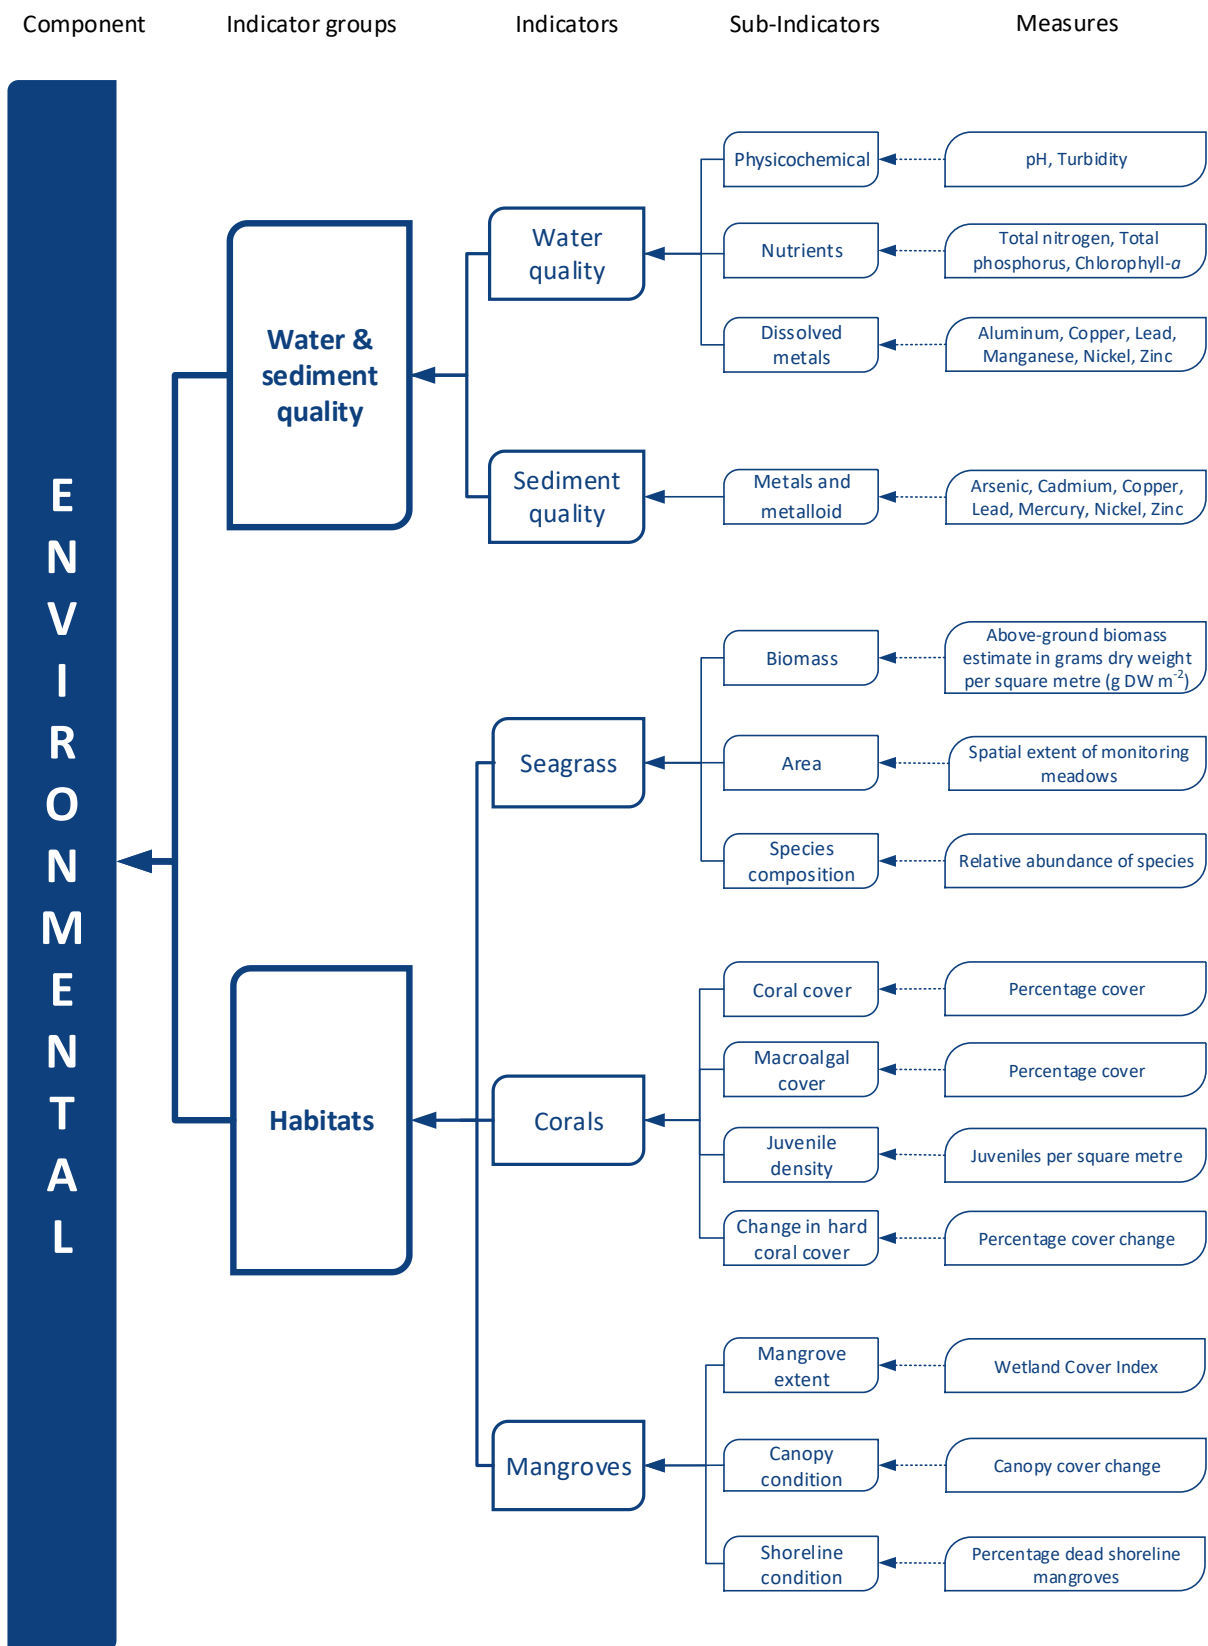 Component
Indicator groups
Indicators
Sub-Indicators
Measures
E
N
V
I
R
O
N
M
E
N
T
A
L
Water &
sediment
quality
Water
quality
Physicochemical
pH, Turbidity
Nutrients
Total nitrogen, Total
phosphorus, Chlorophyll-a
Dissolved
metals
Aluminum, Copper, Lead,
Manganese, Nickel, Zinc
Sediment
quality
Metals and
metalloid
Arsenic, Cadmium, Copper,
Lead, Mercury, Nickel, Zinc
Habitats
Seagrass
Biomass
Above-ground biomass
estimate in grams dry weight
per square metre (g DW m⁻²)
Area
Spatial extent of monitoring
meadows
Species
composition
Relative abundance of species
Corals
Coral cover
Percentage cover
Macroalgal
cover
Percentage cover
Juvenile
density
Juveniles per square metre
Change in hard
coral cover
Percentage cover change
Mangroves
Mangrove
extent
Wetland Cover Index
Canopy
condition
Canopy cover change
Shoreline
condition
Percentage dead shoreline
mangroves